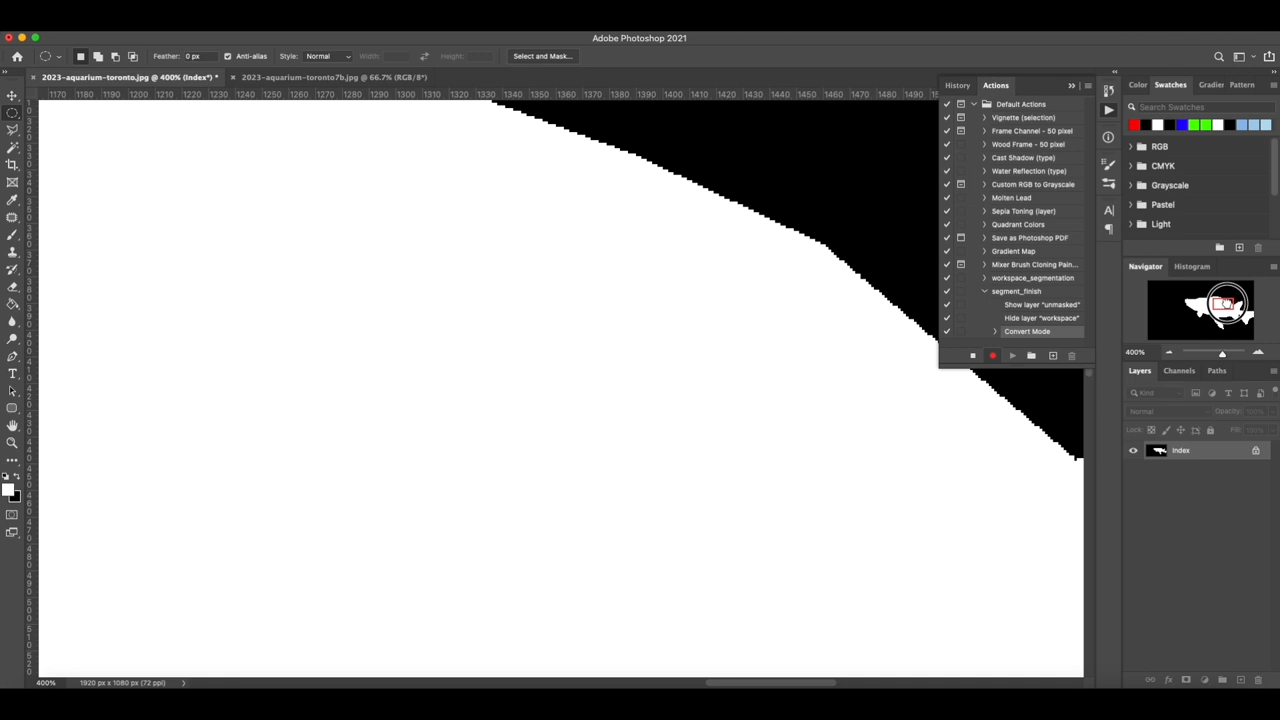 Adobe Photoshop 2021
Feather: 0 px Anti-alias Style: Normal Width: Height: Select and Mask...
2023-aquarium-toronto.jpg @ 400% (Index*) * 2023-aquarium-toronto7b.jpg @ 66.7% (RGB/8*)
1170 1180 1190 1200 1210 1220 1230 1240 1250 1260 1270 1280 1290 1300 1310 1320 1330 1340 1350 1360 1370 1380 1390 1400 1410 1420 1430 1440 1450 1460 1470 1480 1490
History Actions
Default Actions
Vignette (selection)
Frame Channel - 50 pixel
Wood Frame - 50 pixel
Cast Shadow (type)
Water Reflection (type)
Custom RGB to Grayscale
Molten Lead
Sepia Toning (layer)
Quadrant Colors
Save as Photoshop PDF
Gradient Map
Mixer Brush Cloning Pain...
workspace_segmentation
segment_finish
Show layer "unmasked"
Hide layer "workspace"
Convert Mode
Color Swatches Gradier Pattern
Search Swatches
RGB
CMYK
Grayscale
Pastel
Light
Navigator Histogram
400%
Layers Channels Paths
Kind
Normal Opacity: 100%
Lock: Fill: 100%
Index
400% 1920 px x 1080 px (72 ppi)